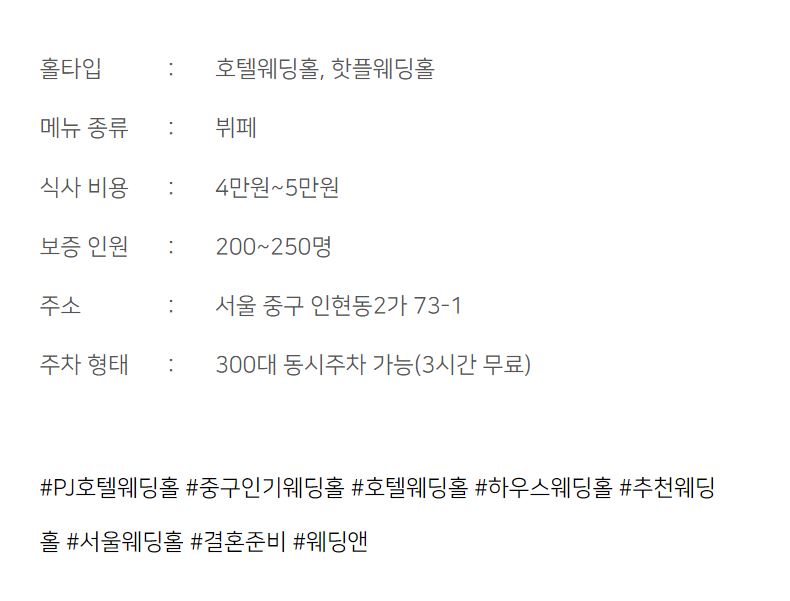 홀타입 : 호텔웨딩홀, 핫플웨딩홀
메뉴 종류 : 뷔페
식사 비용 : 4만원~5만원
보증 인원 : 200~250명
주소 : 서울 중구 인현동2가 73-1
주차 형태 : 300대 동시주차 가능(3시간 무료)
#PJ호텔웨딩홀 #중구인기웨딩홀 #호텔웨딩홀 #하우스웨딩홀 #추천웨딩
홀 #서울웨딩홀 #결혼준비 #웨딩앤